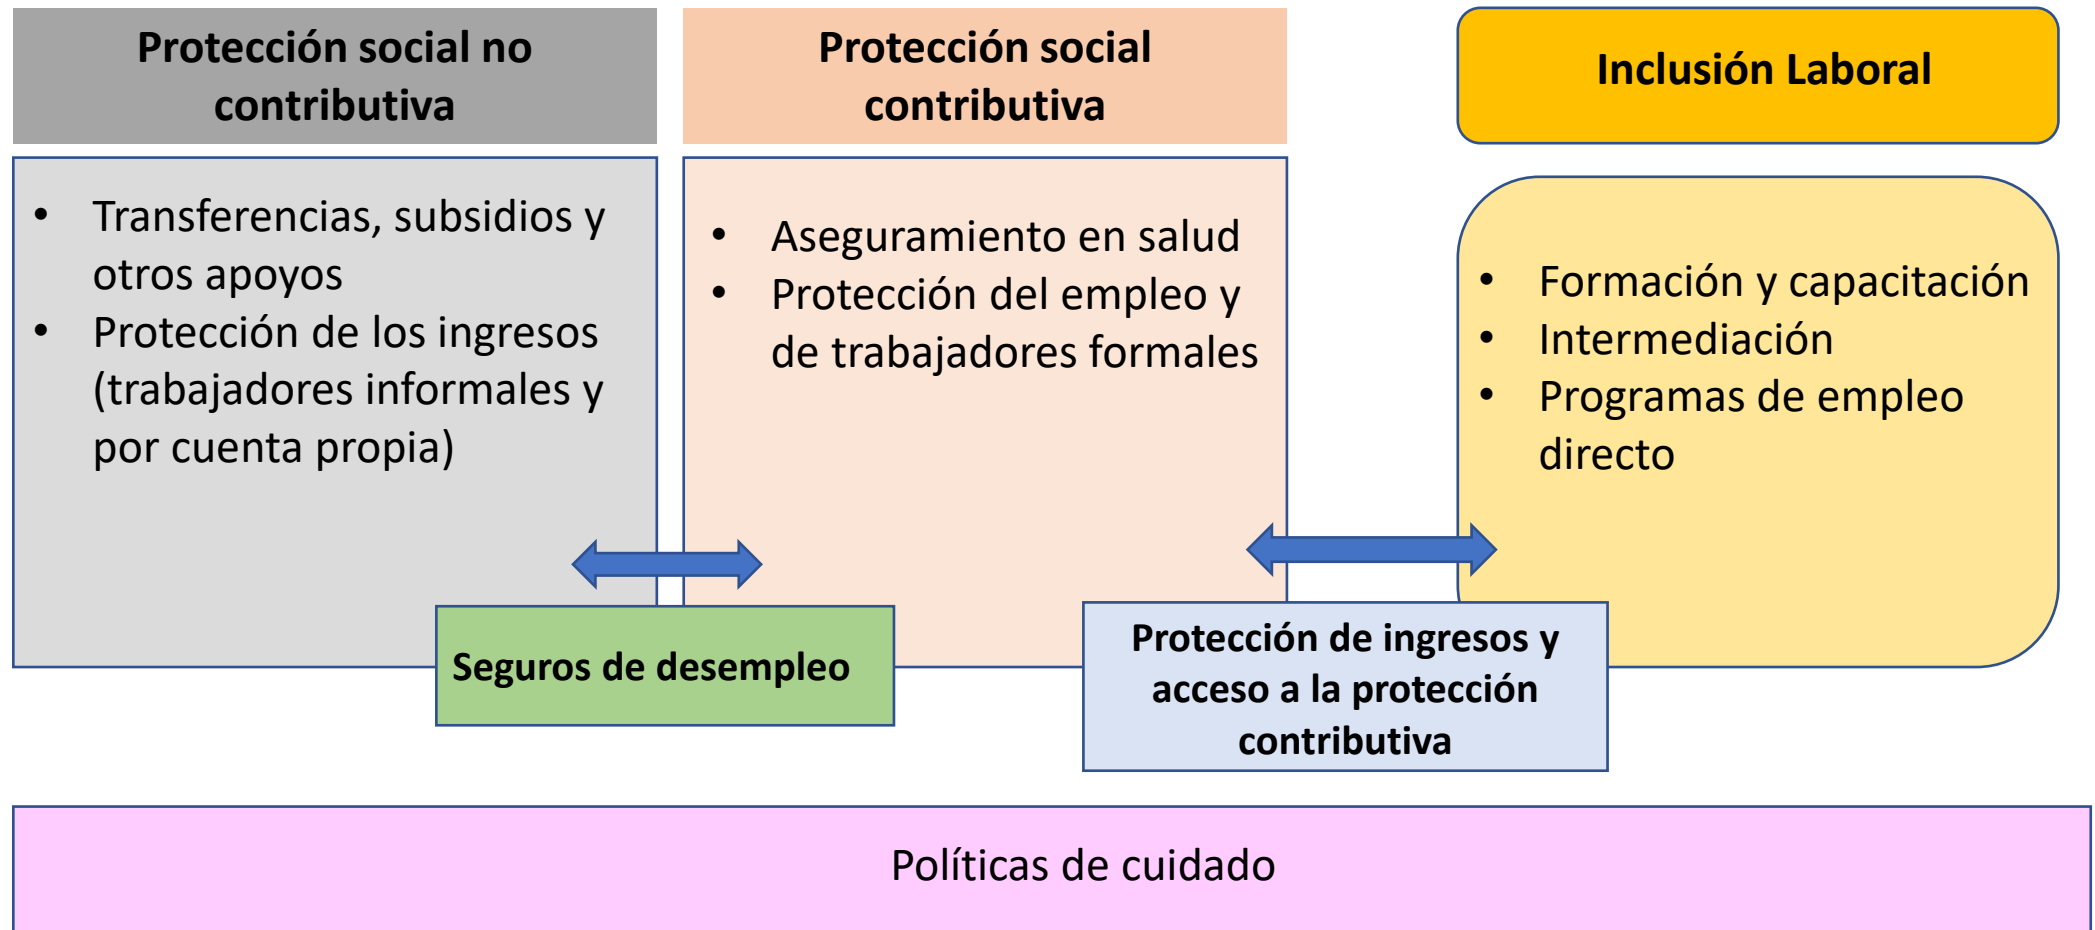 Protección social no
contributiva
Protección social
contributiva
Inclusión Laboral
• Transferencias, subsidios y
otros apoyos
• Protección de los ingresos
(trabajadores informales y
por cuenta propia)
• Aseguramiento en salud
• Protección del empleo y
de trabajadores formales
• Formación y capacitación
• Intermediación
• Programas de empleo
directo
Seguros de desempleo
Protección de ingresos y
acceso a la protección
contributiva
Políticas de cuidado